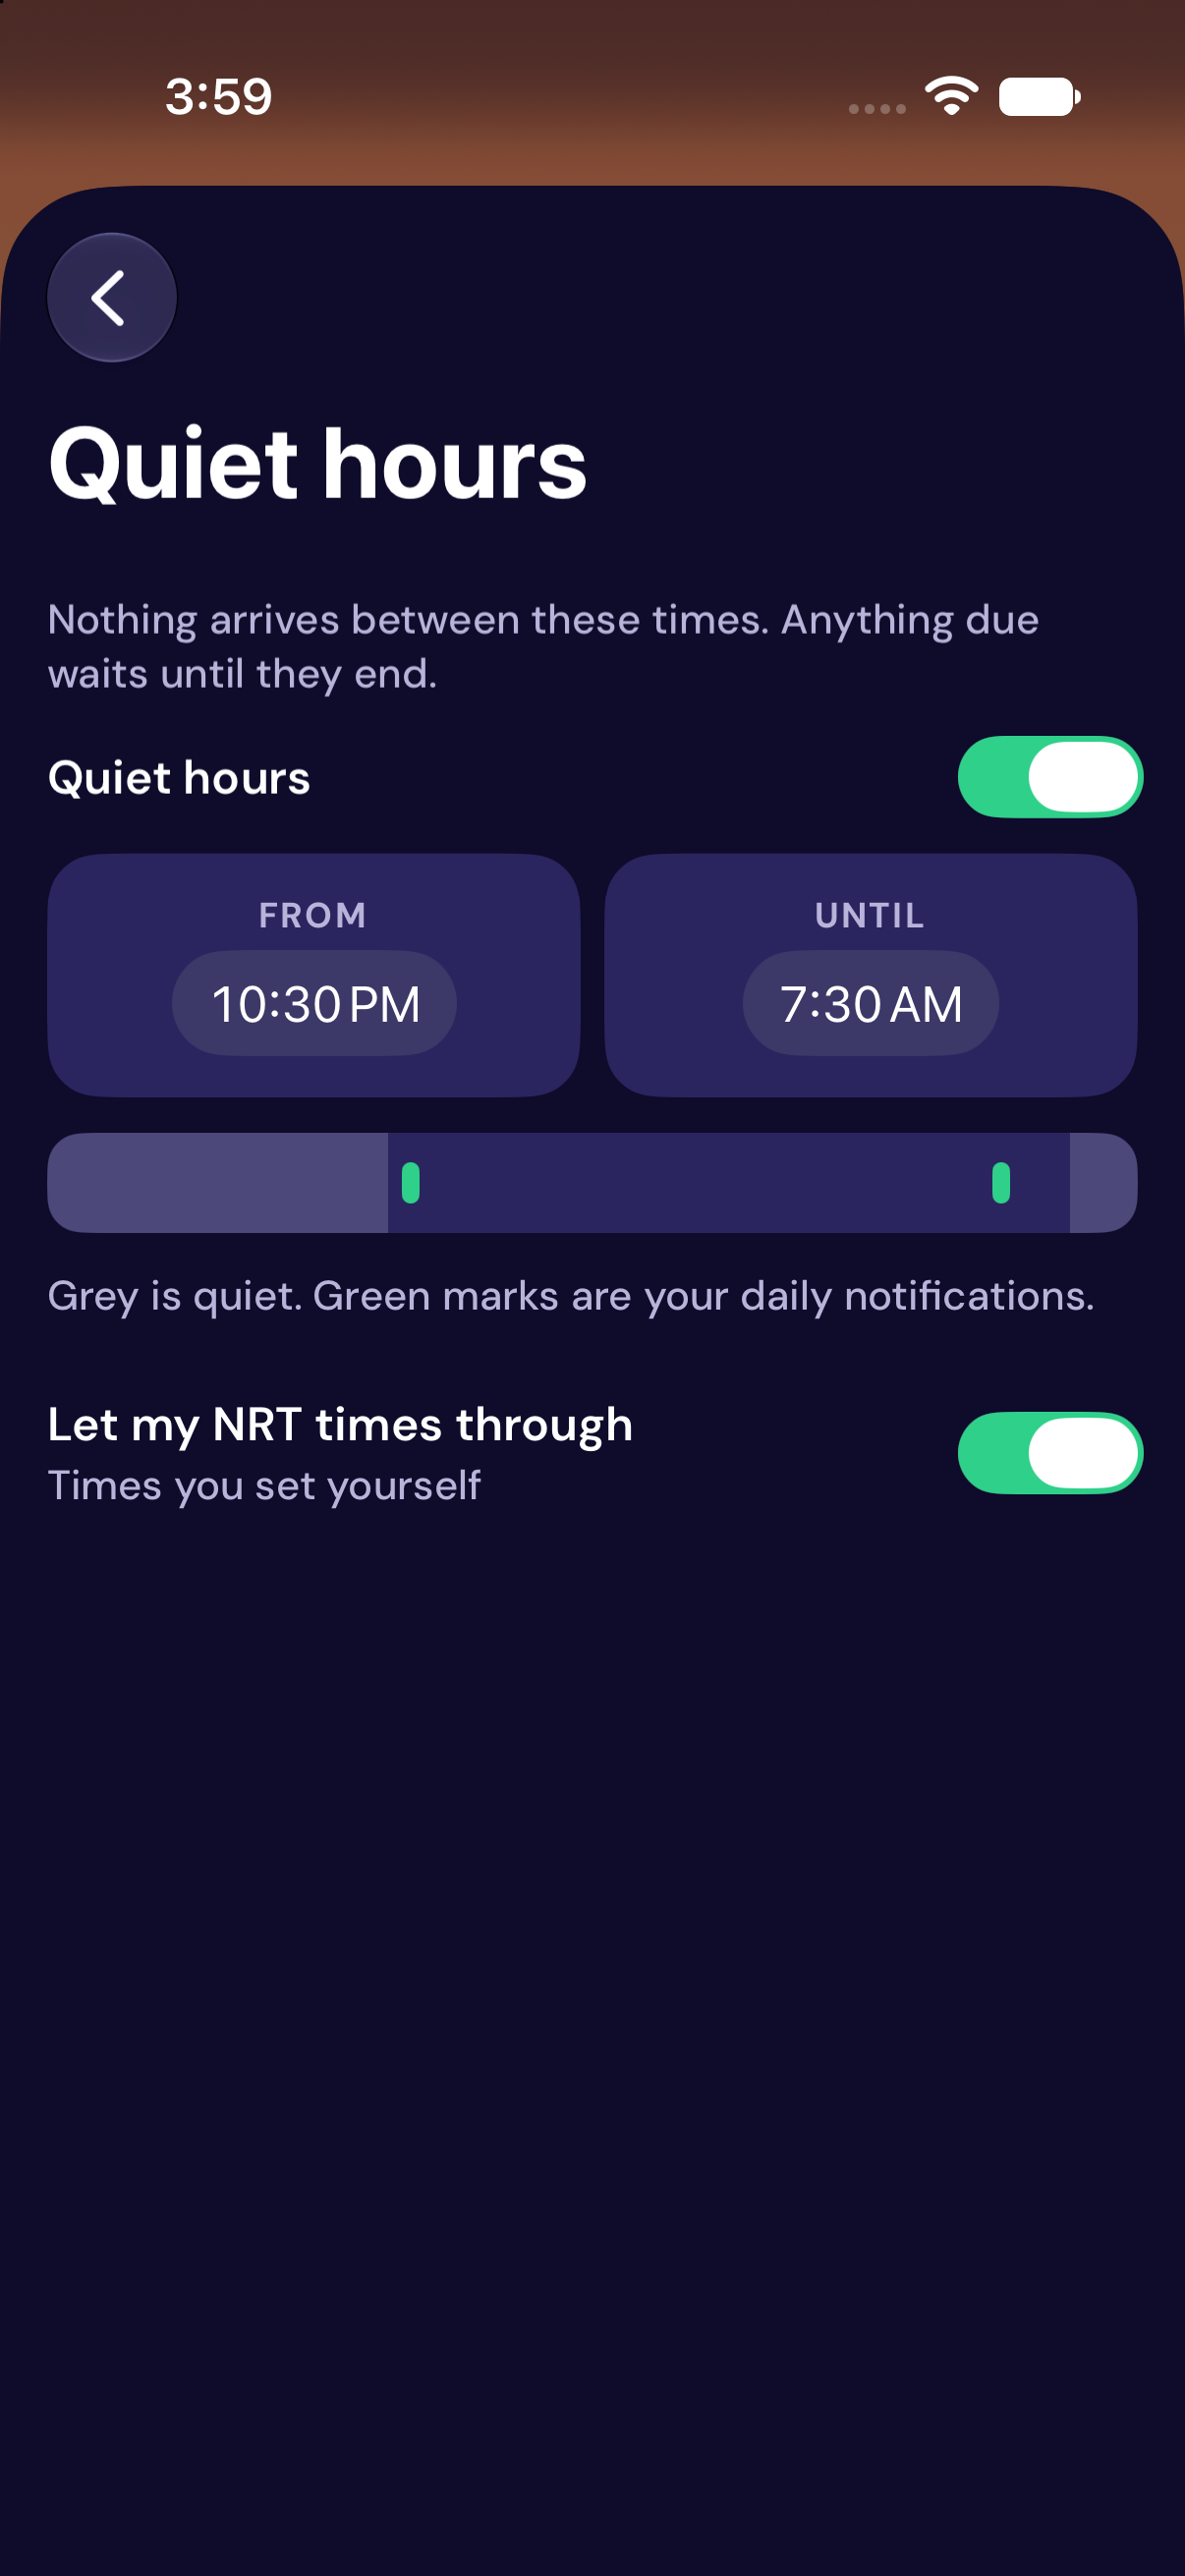 3:59
Quiet hours
Nothing arrives between these times. Anything due
waits until they end.
Quiet hours
FROM
UNTIL
10:30 PM
7:30 AM
Grey is quiet. Green marks are your daily notifications.
Let my NRT times through
Times you set yourself